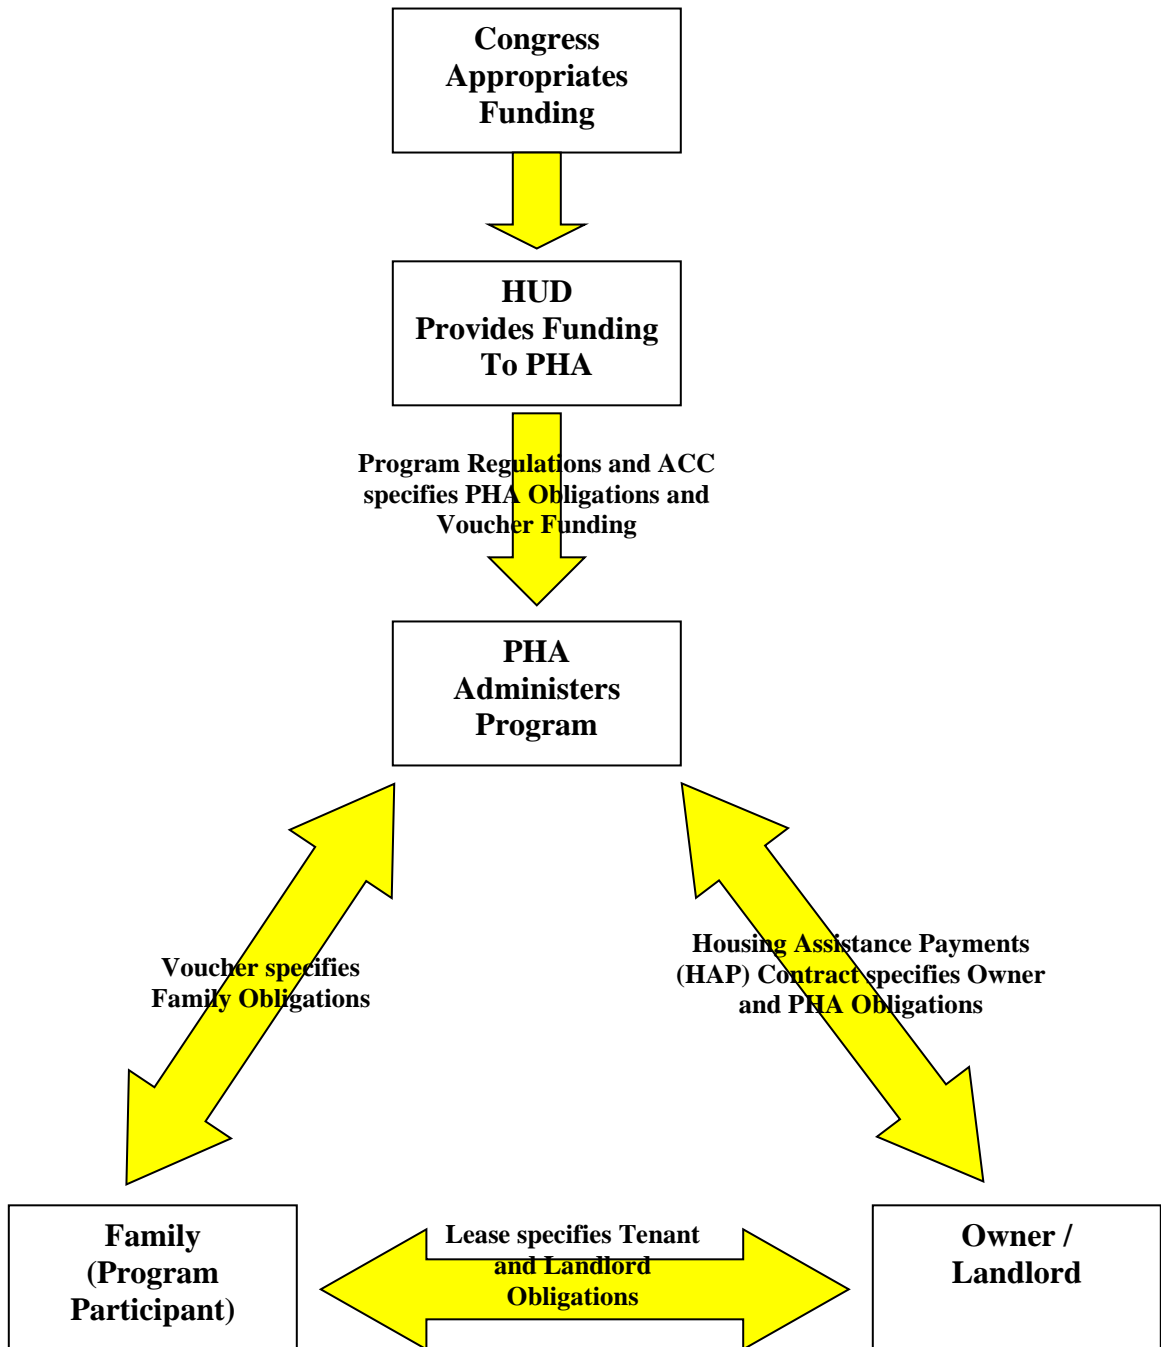 Congress
Appropriates
Funding
HUD
Provides Funding
To PHA
Program Regulations and ACC
specifies PHA Obligations and
Voucher Funding
PHA
Administers
Program
Voucher specifies
Family Obligations
Housing Assistance Payments
(HAP) Contract specifies Owner
and PHA Obligations
Family
(Program
Participant)
Lease specifies Tenant
and Landlord
Obligations
Owner /
Landlord